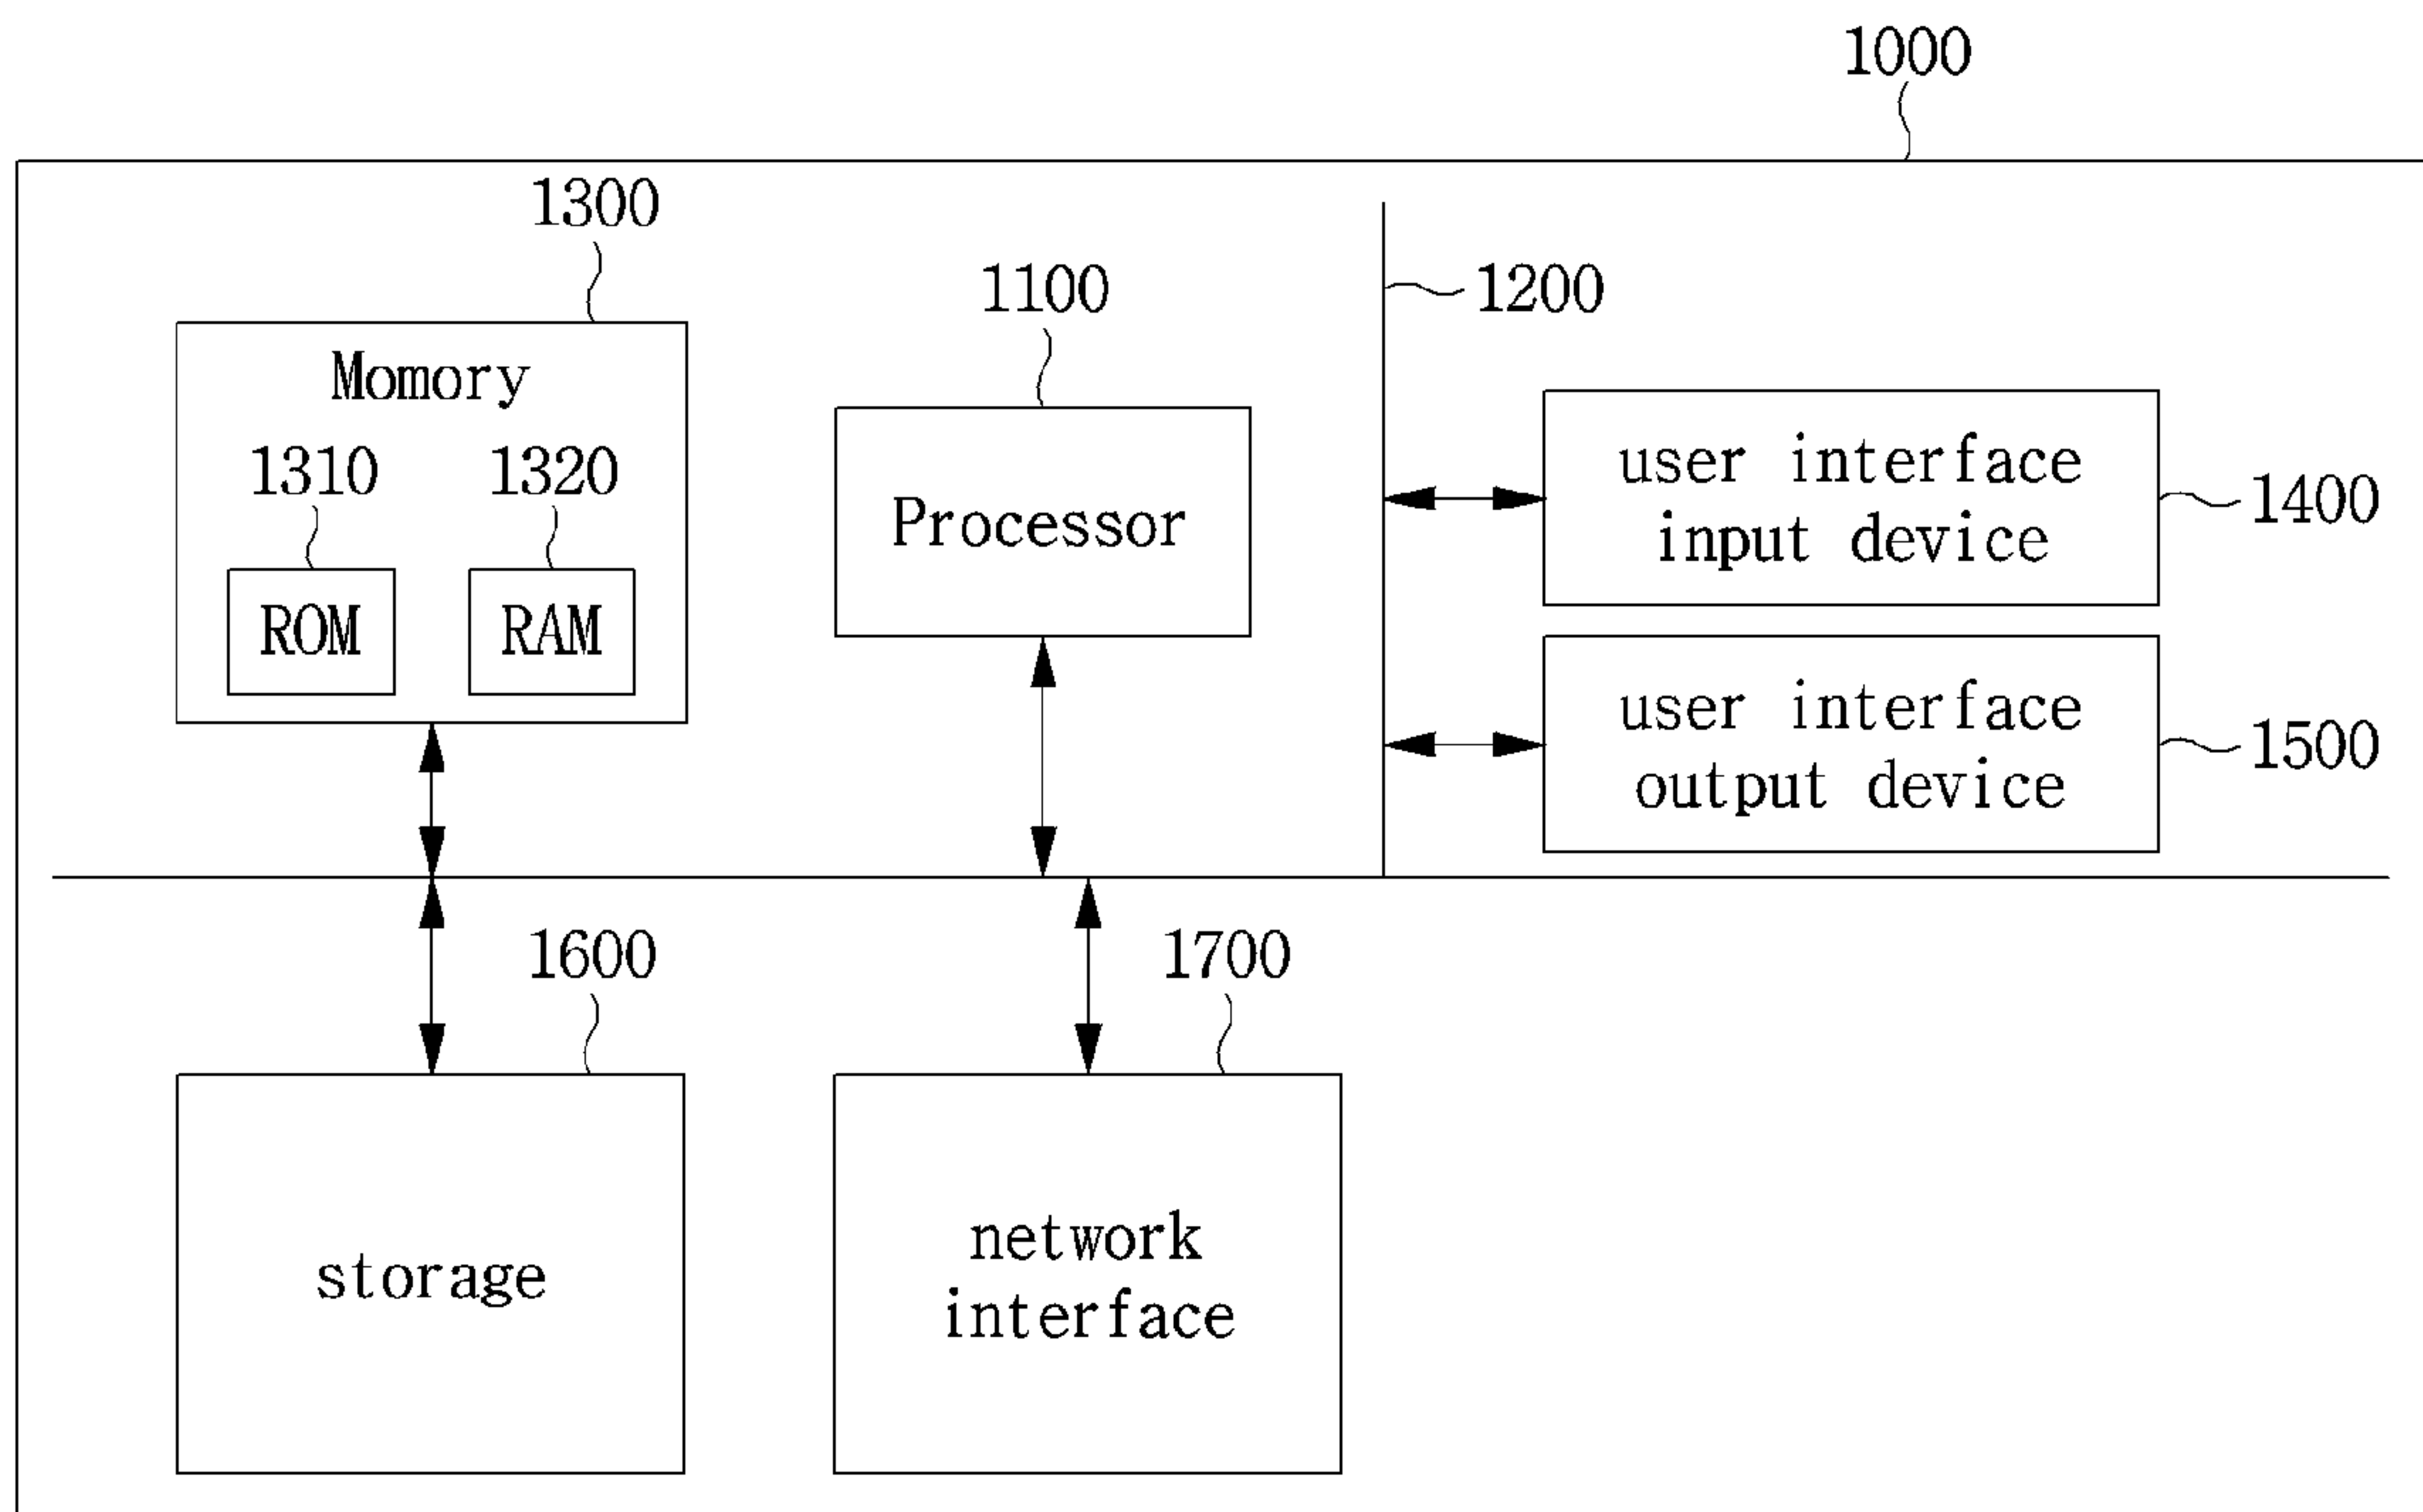 1000
1300
1100
1200
Momory
1310
1320
ROM
RAM
Processor
user interface
input device
1400
user interface
output device
1500
1600
1700
storage
network
interface